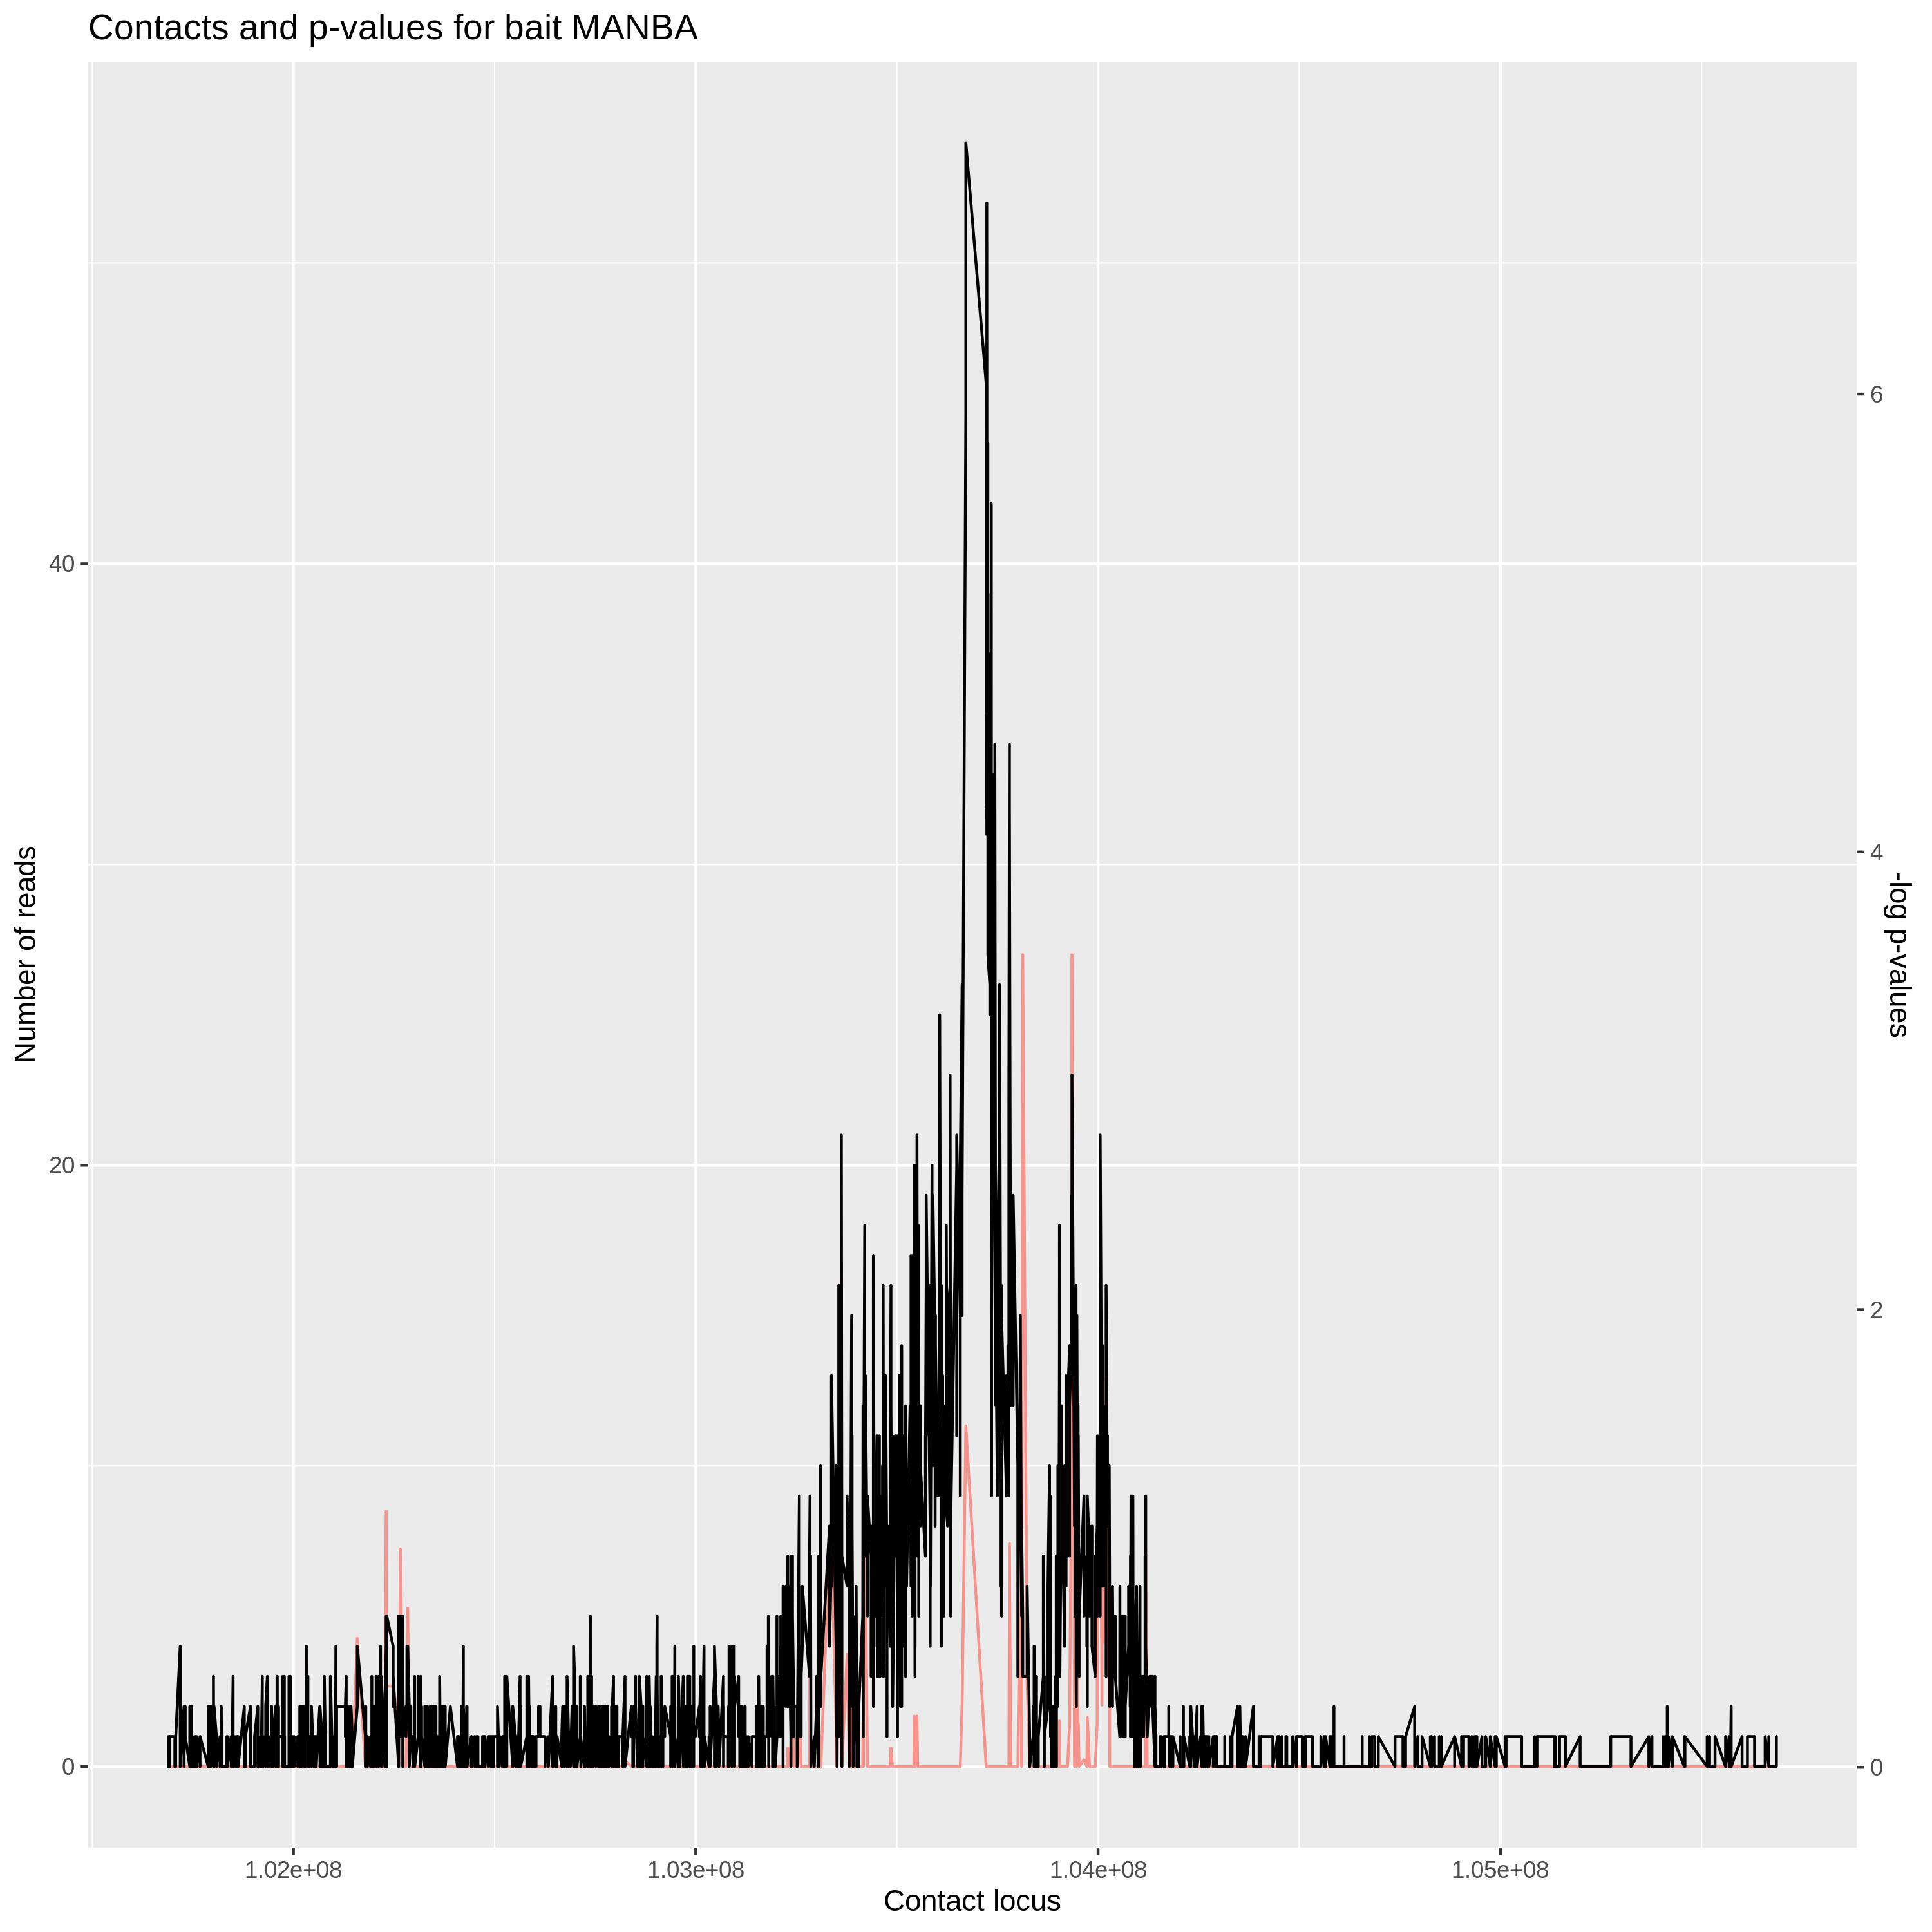 Contacts and p-values for bait MANBA
Number of reads
40
20
0
6
4
2
0
-log p-values
1.02e+08
1.03e+08
1.04e+08
1.05e+08
Contact locus